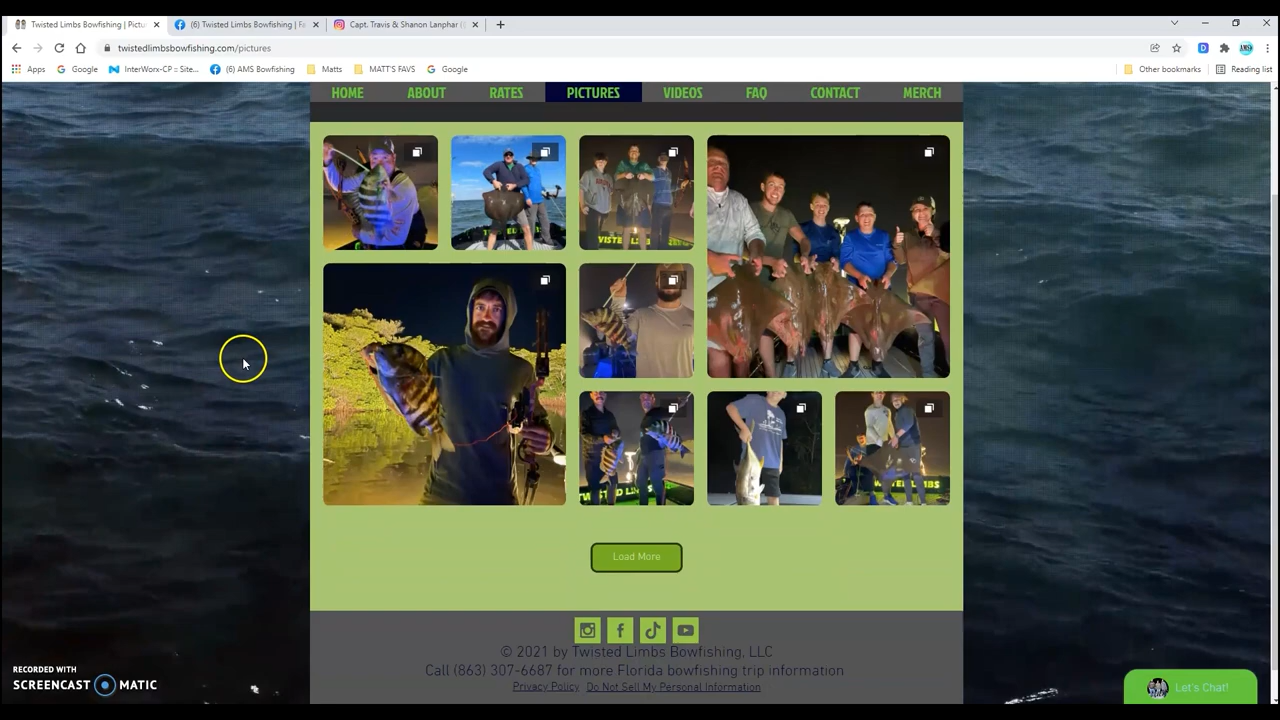 Twisted Limbs Bowfishing | Pictu
(6) Twisted Limbs Bowfishing | Fa
Capt. Travis & Shanon Lanphar (
twistedlimbsbowfishing.com/pictures
Apps Google InterWorx-CP :: Site... (6) AMS Bowfishing Matts MATT'S FAVS Google Other bookmarks Reading list
HOME ABOUT RATES PICTURES VIDEOS FAQ CONTACT MERCH
TWISTED LIMBS
Load More
© 2021 by Twisted Limbs Bowfishing, LLC
Call (863) 307-6687 for more Florida bowfishing trip information
Privacy Policy Do Not Sell My Personal Information
RECORDED WITH
SCREENCAST MATIC
Let's Chat!